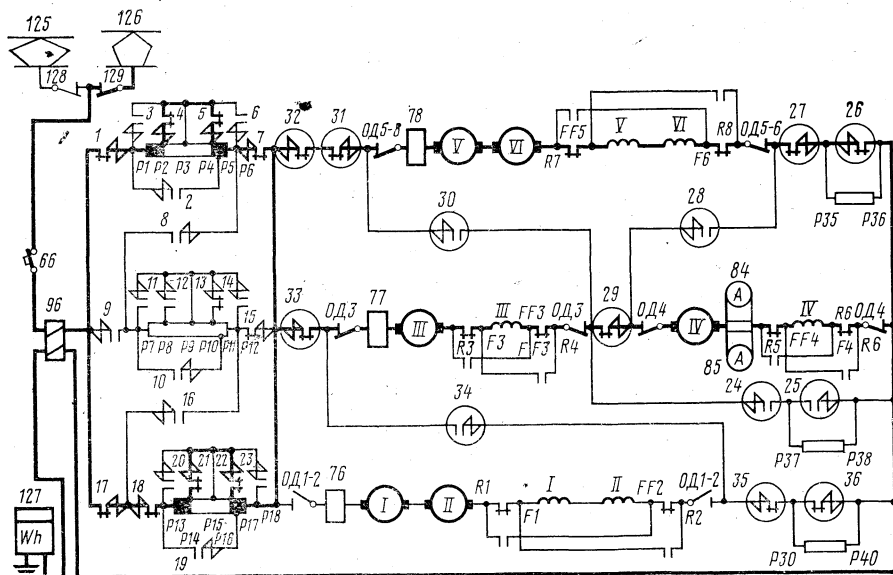 125 126
128 129
3 4 5 6
1 7 32 31 ОД5-8 78 V VI FF5 V VI R8 ОД5-6 27 26
P1 P2 P3 P4 P5 P6 R7 F6
2 P35 P36
8 30 28
66
96
9 11 12 13 14 15 33 ОД3 77 III III FF3 ОД3 29 ОД4 IV 84 A IV R6 ОД4
P7 P8 P9 P10 P11 P12 R3 F3 F F3 R4 R5 FF4 F4 R6
10 85 A
16 34 24 25
P37 P38
127 Wh
17 18 20 21 22 23 ОД1-2 76 I II R1 I II FF2 ОД1-2 35 36
P13 P15 P17 P18 F1 R2
P14 P16
19 P30 P40